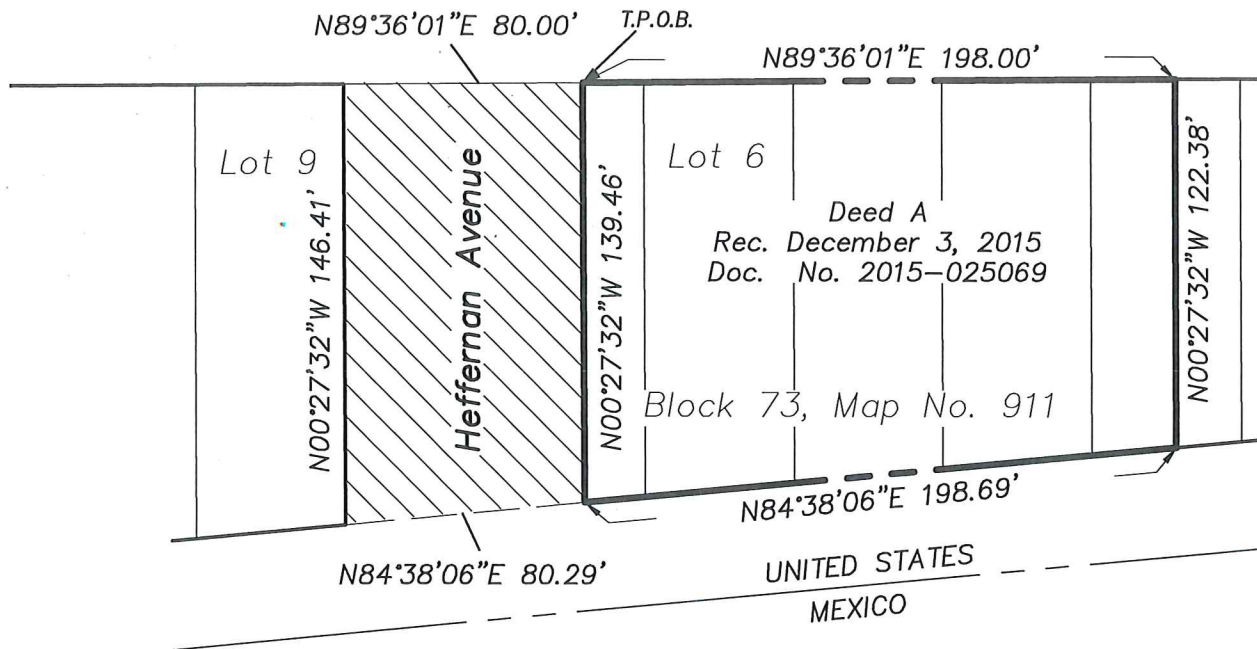 N89°36'01"E 80.00'
T.P.O.B.
N89°36'01"E 198.00'
Lot 9
N00°27'32"W 146.41'
Heffernan Avenue
N00°27'32"W 139.46'
Lot 6
Deed A
Rec. December 3, 2015
Doc. No. 2015-025069
Block 73, Map No. 911
N00°27'32"W 122.38'
N84°38'06"E 198.69'
N84°38'06"E 80.29'
UNITED STATES
MEXICO